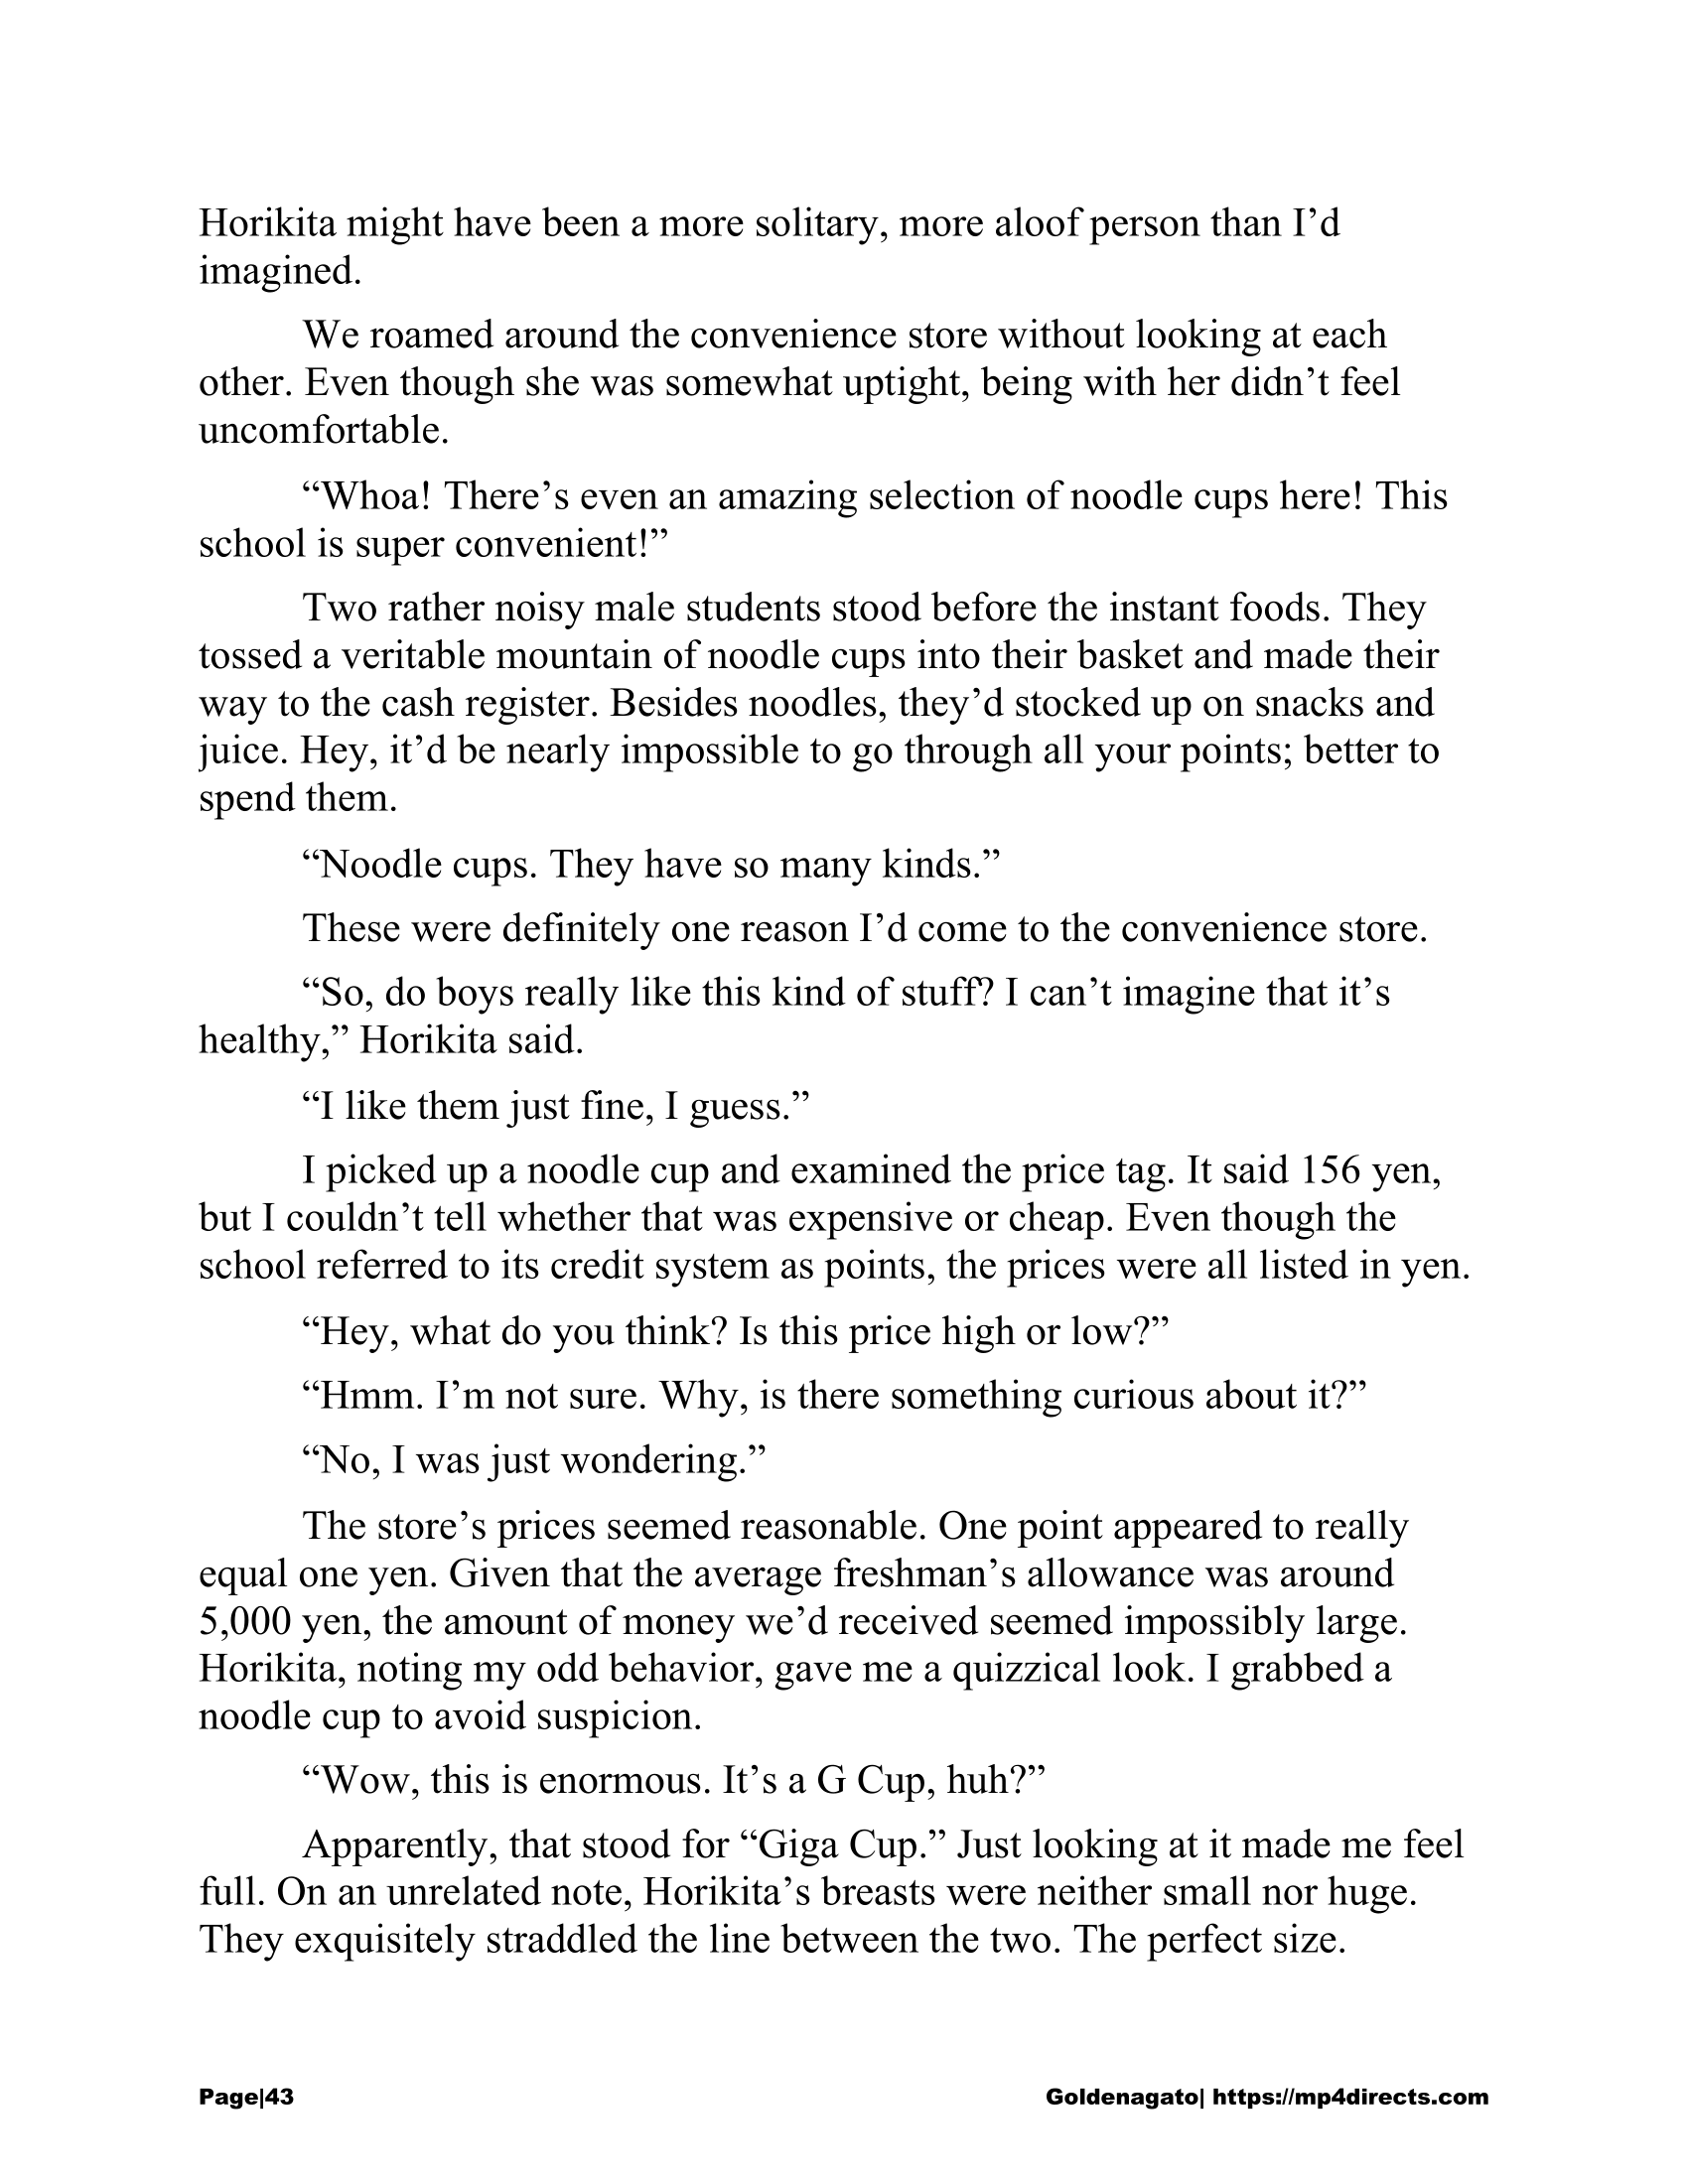 Horikita might have been a more solitary, more aloof person than I’d
imagined.
We roamed around the convenience store without looking at each
other. Even though she was somewhat uptight, being with her didn’t feel
uncomfortable.
“Whoa! There’s even an amazing selection of noodle cups here! This
school is super convenient!”
Two rather noisy male students stood before the instant foods. They
tossed a veritable mountain of noodle cups into their basket and made their
way to the cash register. Besides noodles, they’d stocked up on snacks and
juice. Hey, it’d be nearly impossible to go through all your points; better to
spend them.
“Noodle cups. They have so many kinds.”
These were definitely one reason I’d come to the convenience store.
“So, do boys really like this kind of stuff? I can’t imagine that it’s
healthy,” Horikita said.
“I like them just fine, I guess.”
I picked up a noodle cup and examined the price tag. It said 156 yen,
but I couldn’t tell whether that was expensive or cheap. Even though the
school referred to its credit system as points, the prices were all listed in yen.
“Hey, what do you think? Is this price high or low?”
“Hmm. I’m not sure. Why, is there something curious about it?”
“No, I was just wondering.”
The store’s prices seemed reasonable. One point appeared to really
equal one yen. Given that the average freshman’s allowance was around
5,000 yen, the amount of money we’d received seemed impossibly large.
Horikita, noting my odd behavior, gave me a quizzical look. I grabbed a
noodle cup to avoid suspicion.
“Wow, this is enormous. It’s a G Cup, huh?”
Apparently, that stood for “Giga Cup.” Just looking at it made me feel
full. On an unrelated note, Horikita’s breasts were neither small nor huge.
They exquisitely straddled the line between the two. The perfect size.
Page|43 Goldenagato| https://mp4directs.com